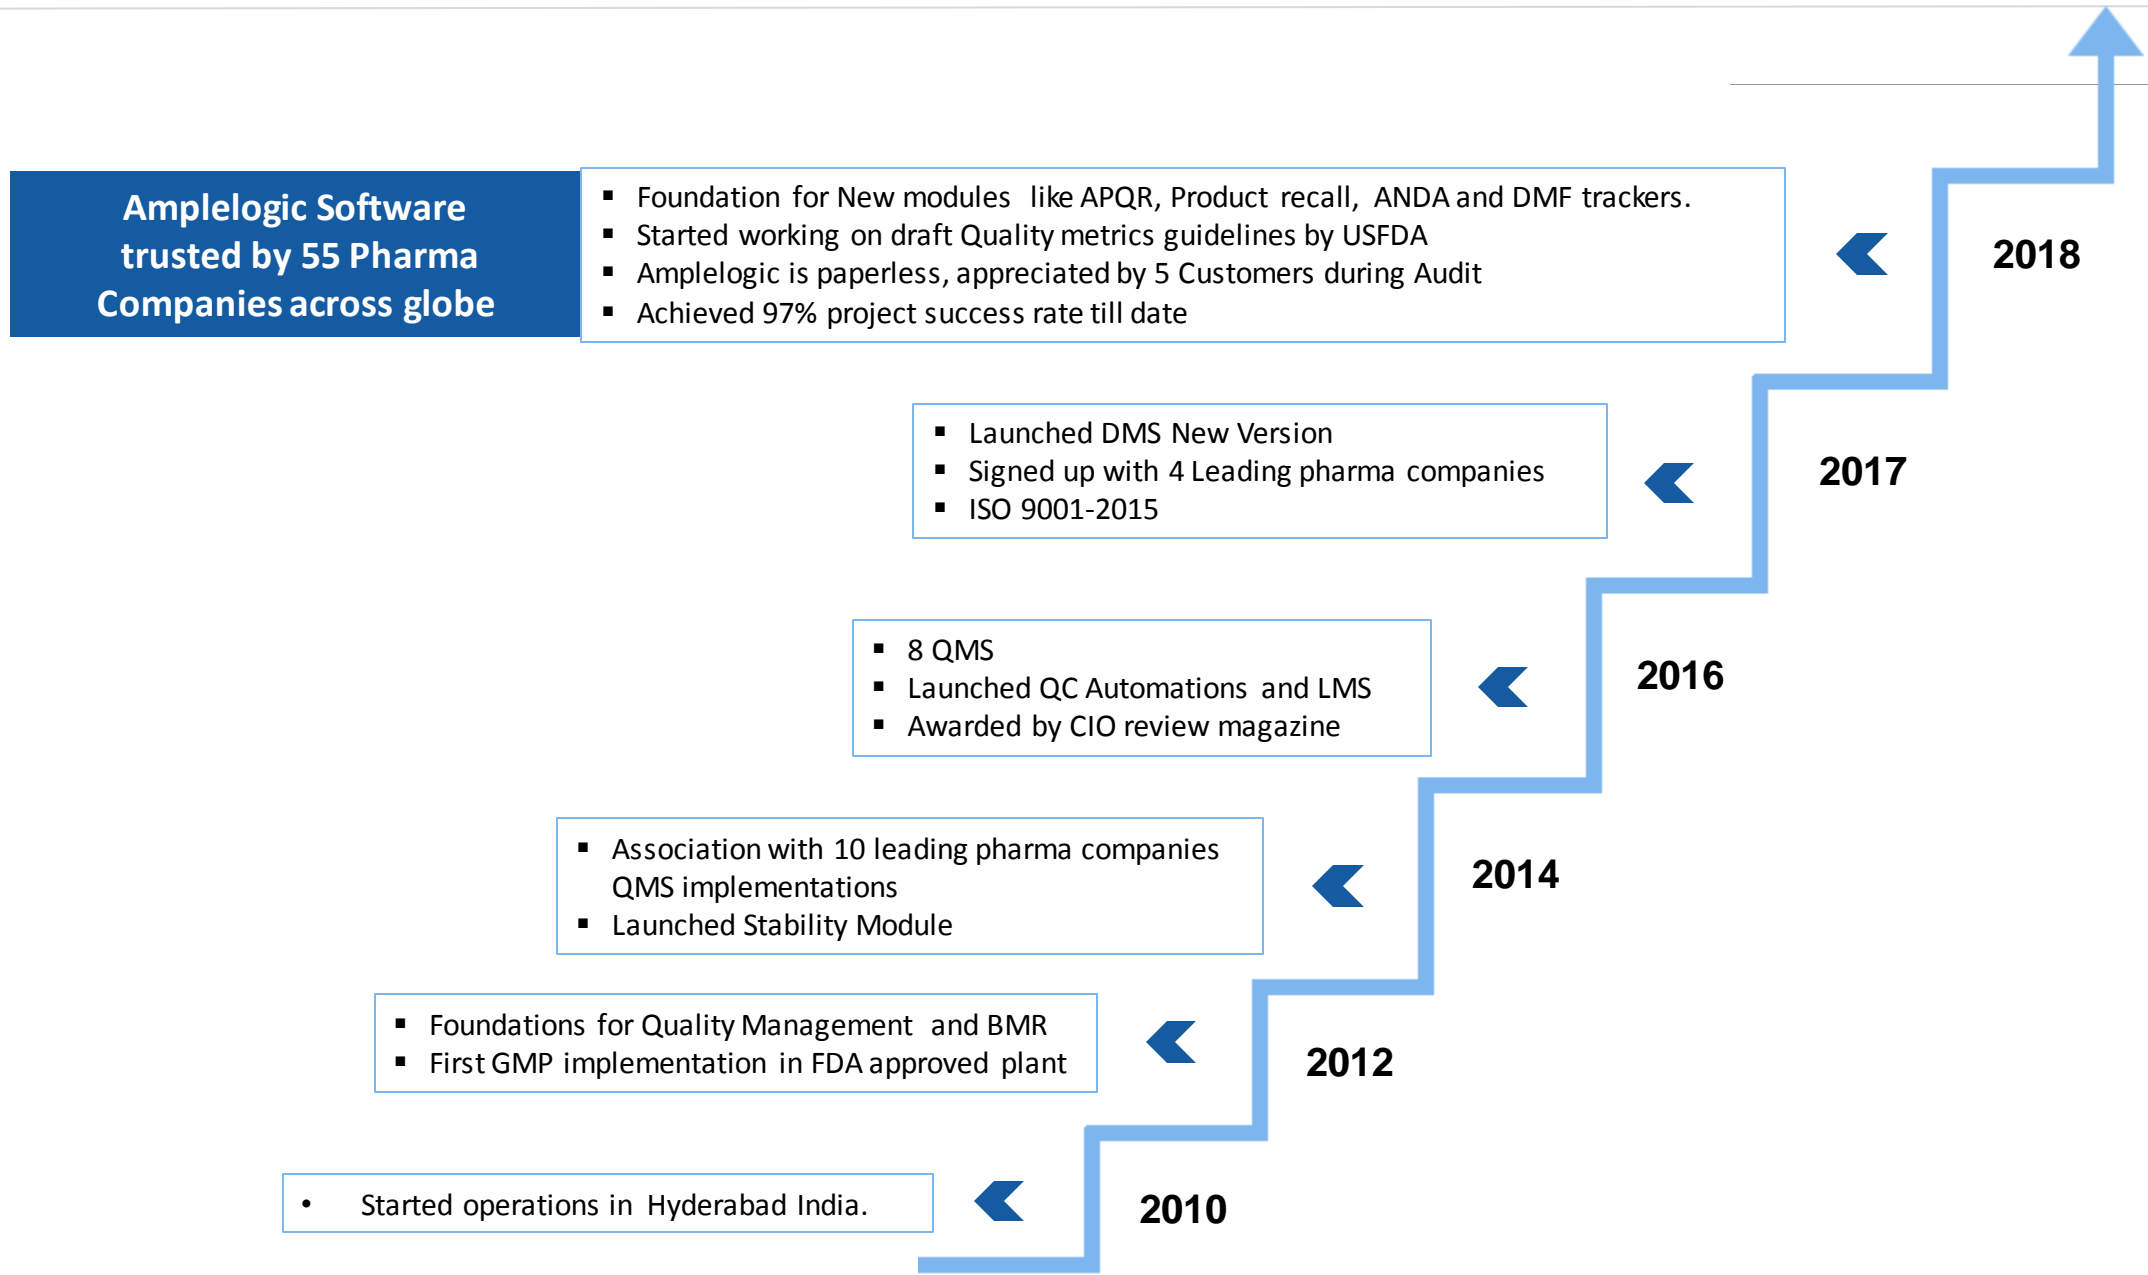 Amplelogic Software
trusted by 55 Pharma
Companies across globe
▪ Foundation for New modules like APQR, Product recall, ANDA and DMF trackers.
▪ Started working on draft Quality metrics guidelines by USFDA
▪ Amplelogic is paperless, appreciated by 5 Customers during Audit
▪ Achieved 97% project success rate till date
2018
▪ Launched DMS New Version
▪ Signed up with 4 Leading pharma companies
▪ ISO 9001-2015
2017
▪ 8 QMS
▪ Launched QC Automations and LMS
▪ Awarded by CIO review magazine
2016
▪ Association with 10 leading pharma companies
QMS implementations
▪ Launched Stability Module
2014
▪ Foundations for Quality Management and BMR
▪ First GMP implementation in FDA approved plant
2012
• Started operations in Hyderabad India.
2010